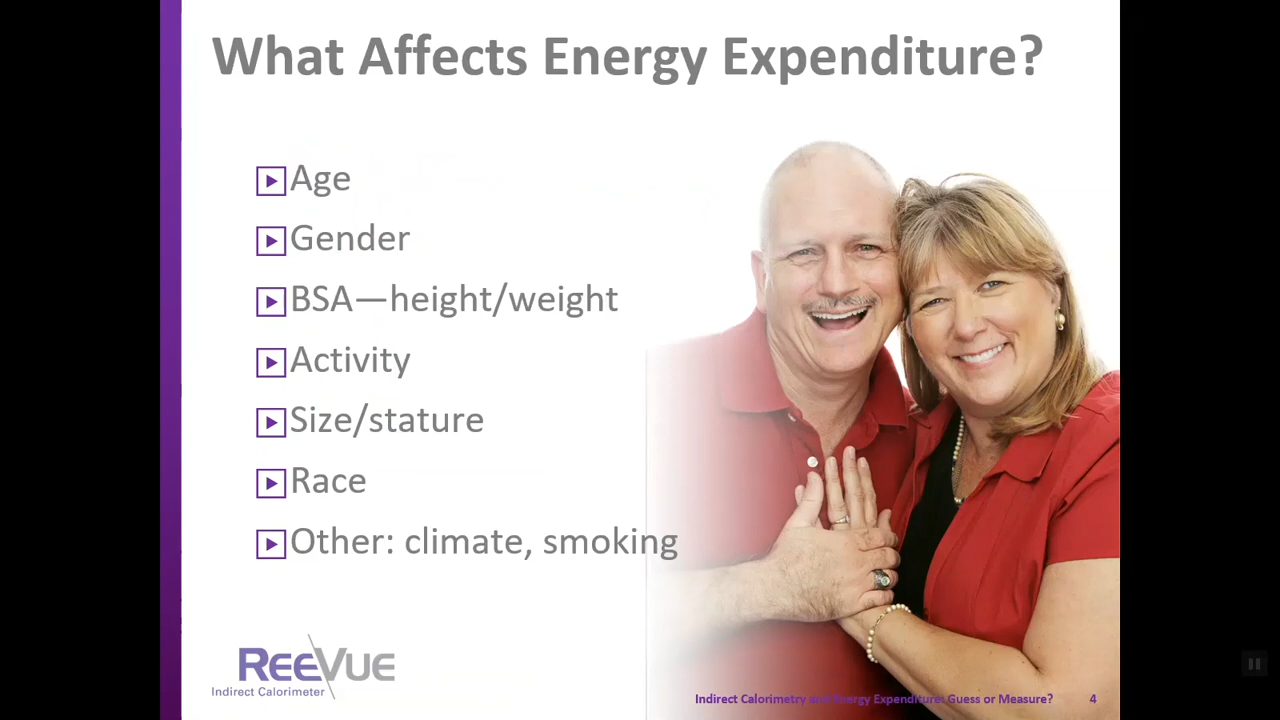 What Affects Energy Expenditure?
Age
Gender
BSA—height/weight
Activity
Size/stature
Race
Other: climate, smoking
REEVUE
Indirect Calorimeter
Indirect Calorimetry and Energy Expenditure: Guess or Measure? 4